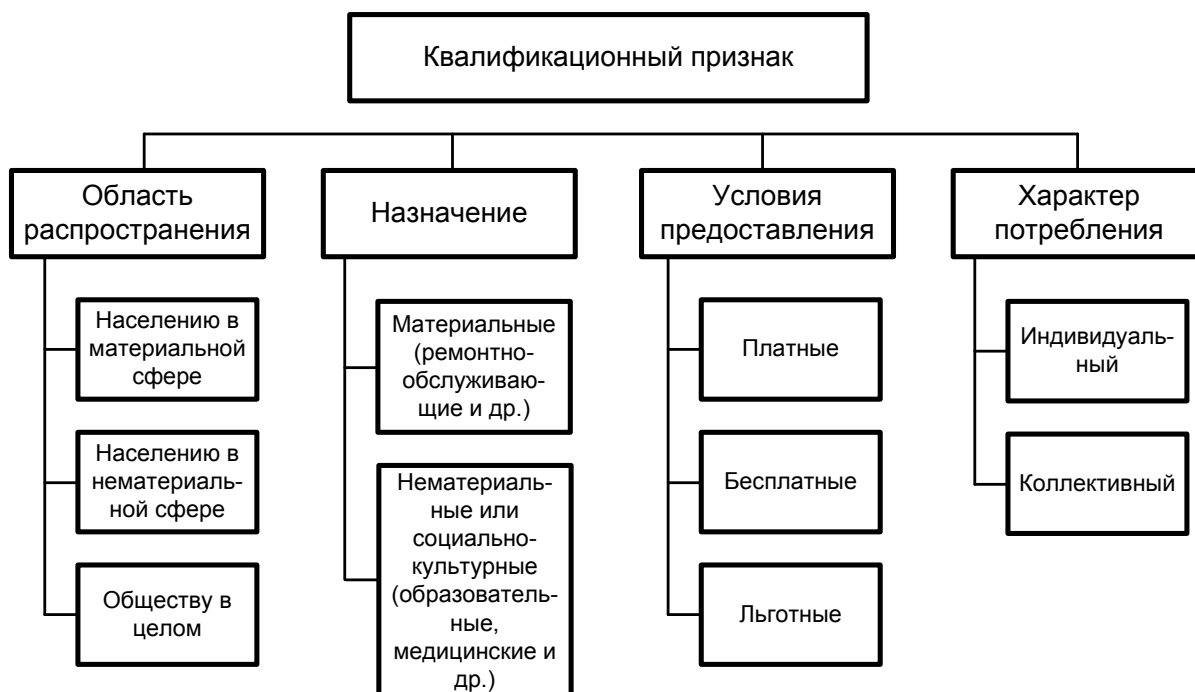 Квалификационный признак
Область
распространения
Назначение
Условия
предоставления
Характер
потребления
Населению в
материальной
сфере
Населению в
нематериаль-
ной сфере
Обществу в
целом
Материальные
(ремонтно-
обслуживаю-
щие и др.)
Нематериаль-
ные или
социально-
культурные
(образователь-
ные,
медицинские и
др.)
Платные
Бесплатные
Льготные
Индивидуаль-
ный
Коллективный